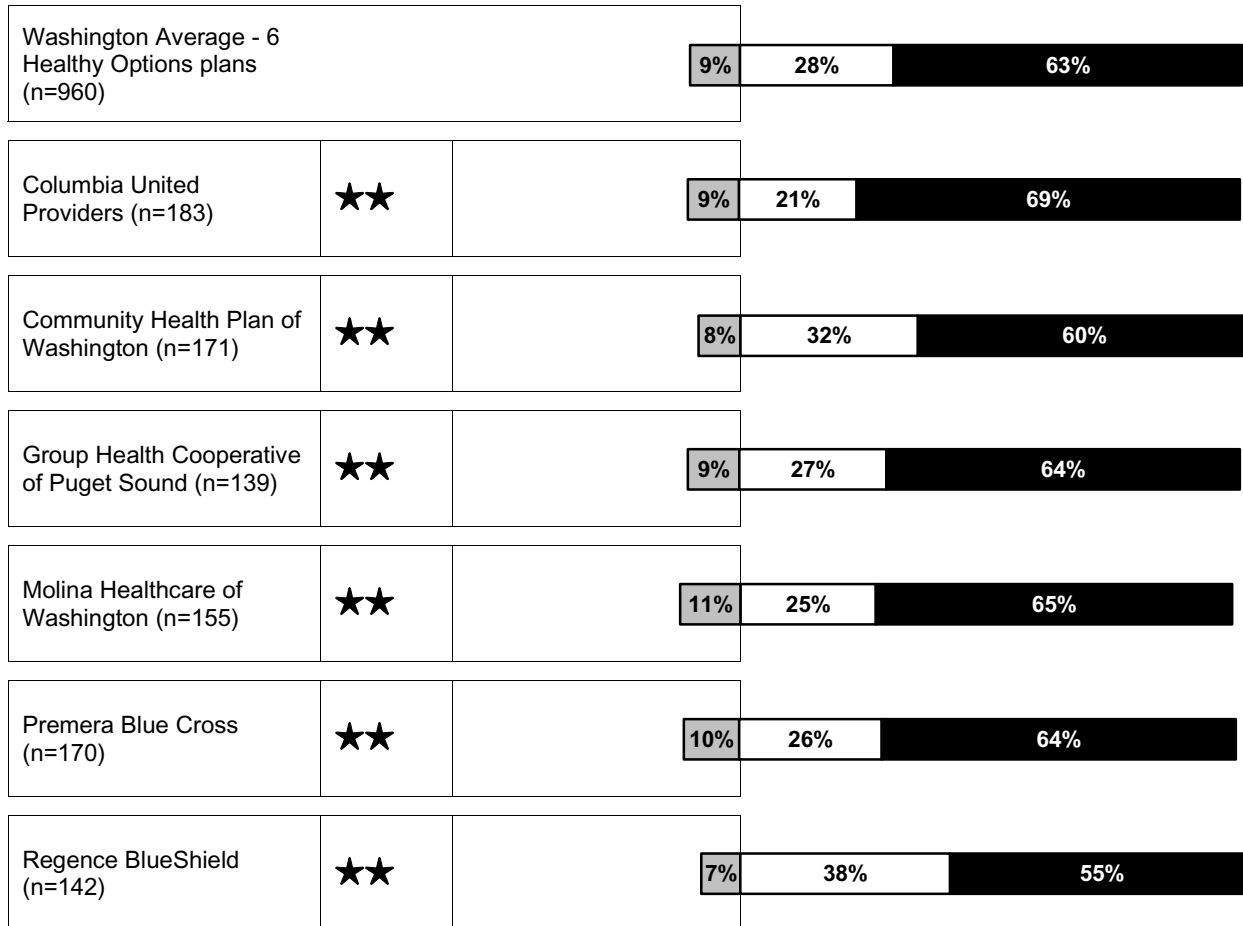 Washington Average - 6
Healthy Options plans
(n=960)
9% 28% 63%
Columbia United
Providers (n=183)
★★
9% 21% 69%
Community Health Plan of
Washington (n=171)
★★
8% 32% 60%
Group Health Cooperative
of Puget Sound (n=139)
★★
9% 27% 64%
Molina Healthcare of
Washington (n=155)
★★
11% 25% 65%
Premera Blue Cross
(n=170)
★★
10% 26% 64%
Regence BlueShield
(n=142)
★★
7% 38% 55%